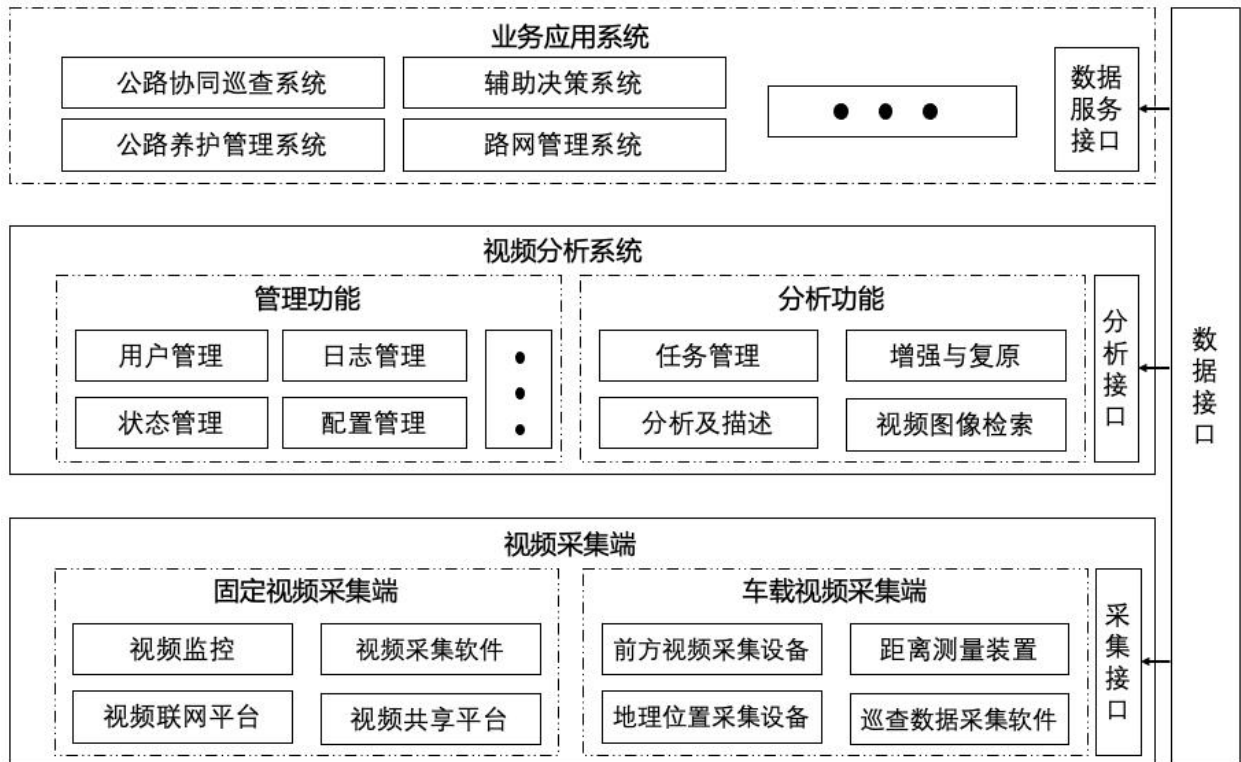 业务应用系统
公路协同巡查系统
辅助决策系统
公路养护管理系统
路网管理系统
数据
服务
接口
视频分析系统
管理功能
用户管理
日志管理
状态管理
配置管理
分析功能
任务管理
增强与复原
分析及描述
视频图像检索
分
析
接
口
视频采集端
固定视频采集端
视频监控
视频采集软件
视频联网平台
视频共享平台
车载视频采集端
前方视频采集设备
距离测量装置
地理位置采集设备
巡查数据采集软件
采
集
接
口
数
据
接
口